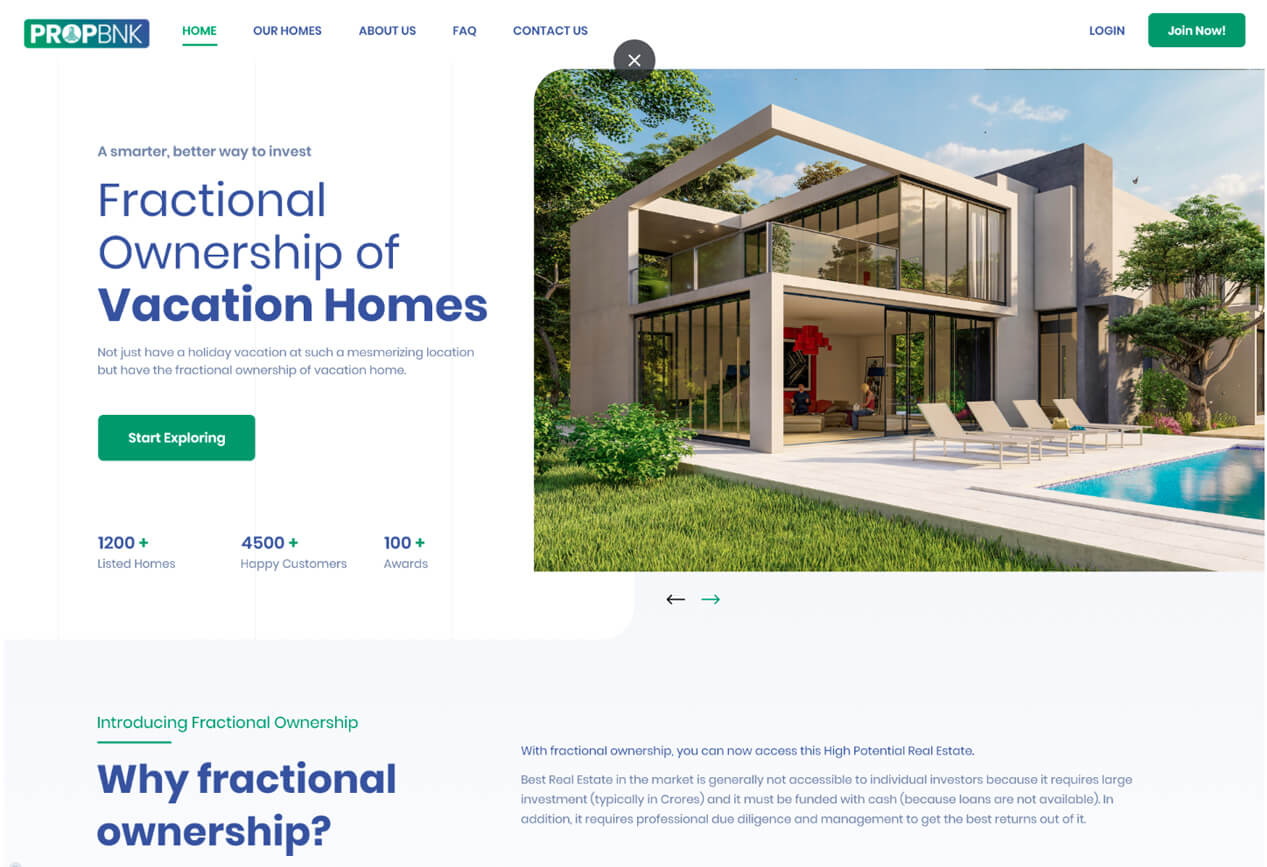 PROPBNK
HOME
OUR HOMES
ABOUT US
FAQ
CONTACT US
LOGIN
Join Now!
A smarter, better way to invest
Fractional
Ownership of
Vacation Homes
Not just have a holiday vacation at such a mesmerizing location
but have the fractional ownership of vacation home.
Start Exploring
1200 +
Listed Homes
4500 +
Happy Customers
100 +
Awards
Introducing Fractional Ownership
Why fractional
ownership?
With fractional ownership, you can now access this High Potential Real Estate.
Best Real Estate in the market is generally not accessible to individual investors because it requires large
investment (typically in Crores) and it must be funded with cash (because loans are not available). In
addition, it requires professional due diligence and management to get the best returns out of it.